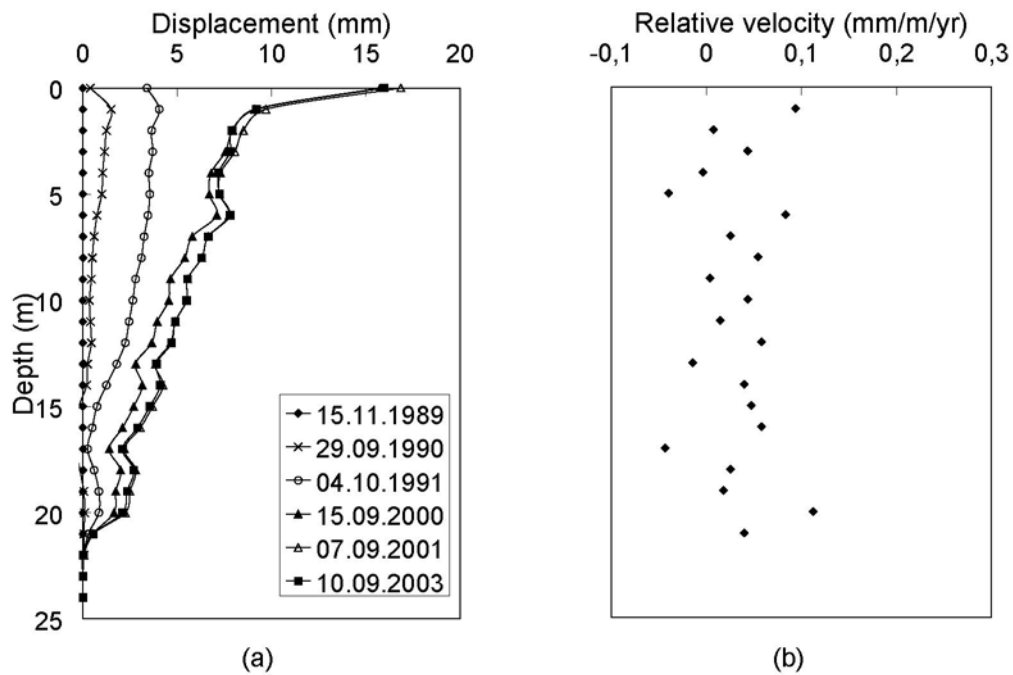 Displacement (mm)
0 5 10 15 20
0
5
10
15
20
25
Depth (m)
15.11.1989
29.09.1990
04.10.1991
15.09.2000
07.09.2001
10.09.2003
(a)
Relative velocity (mm/m/yr)
-0,1 0 0,1 0,2 0,3
(b)